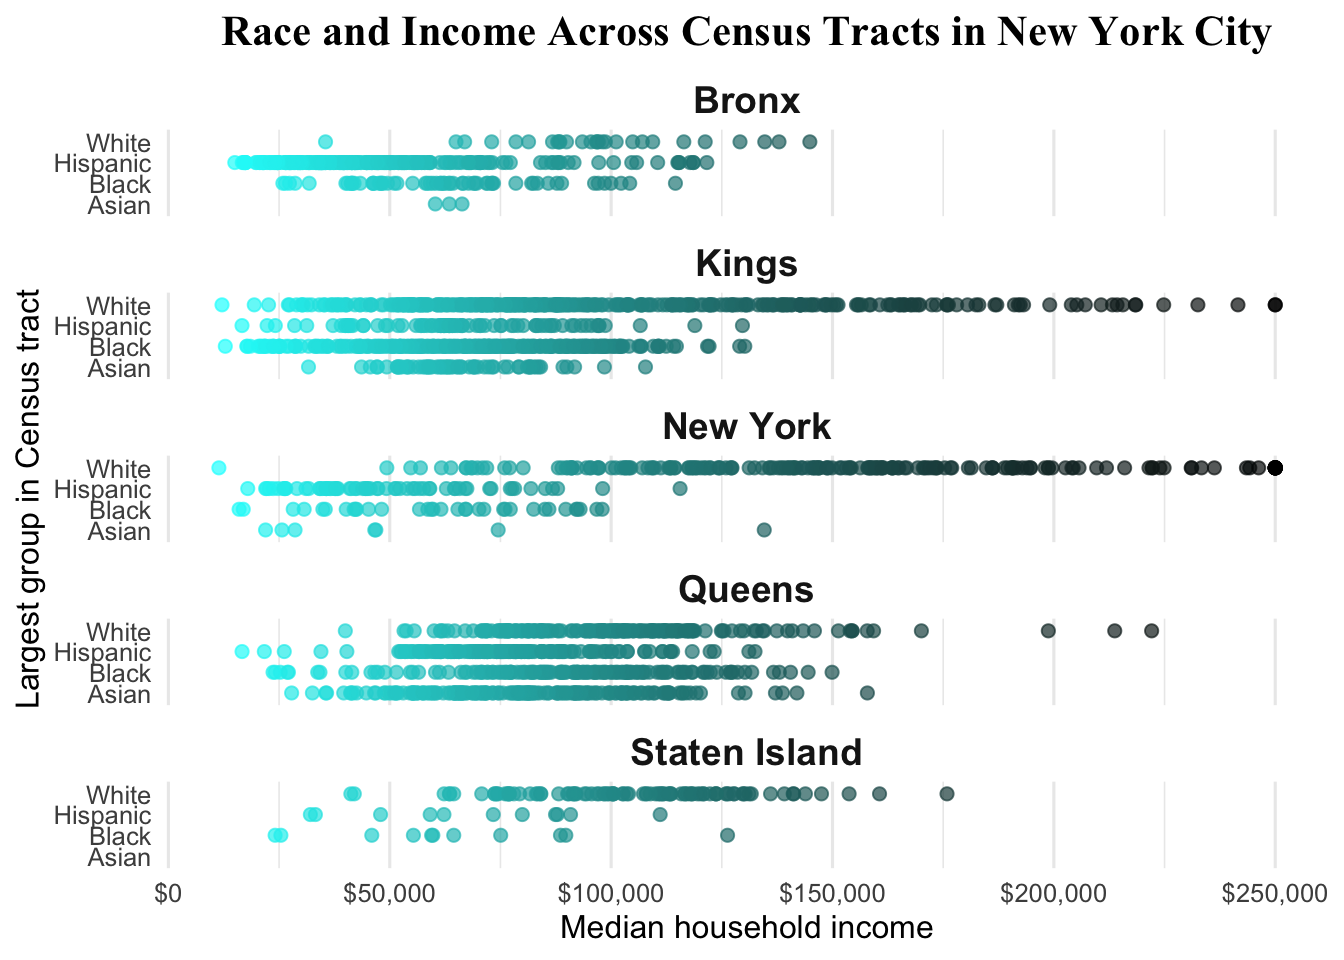 Race and Income Across Census Tracts in New York City
Largest group in Census tract
Bronx
White
Hispanic
Black
Asian
Kings
White
Hispanic
Black
Asian
New York
White
Hispanic
Black
Asian
Queens
White
Hispanic
Black
Asian
Staten Island
White
Hispanic
Black
Asian
$0 $50,000 $100,000 $150,000 $200,000 $250,000
Median household income